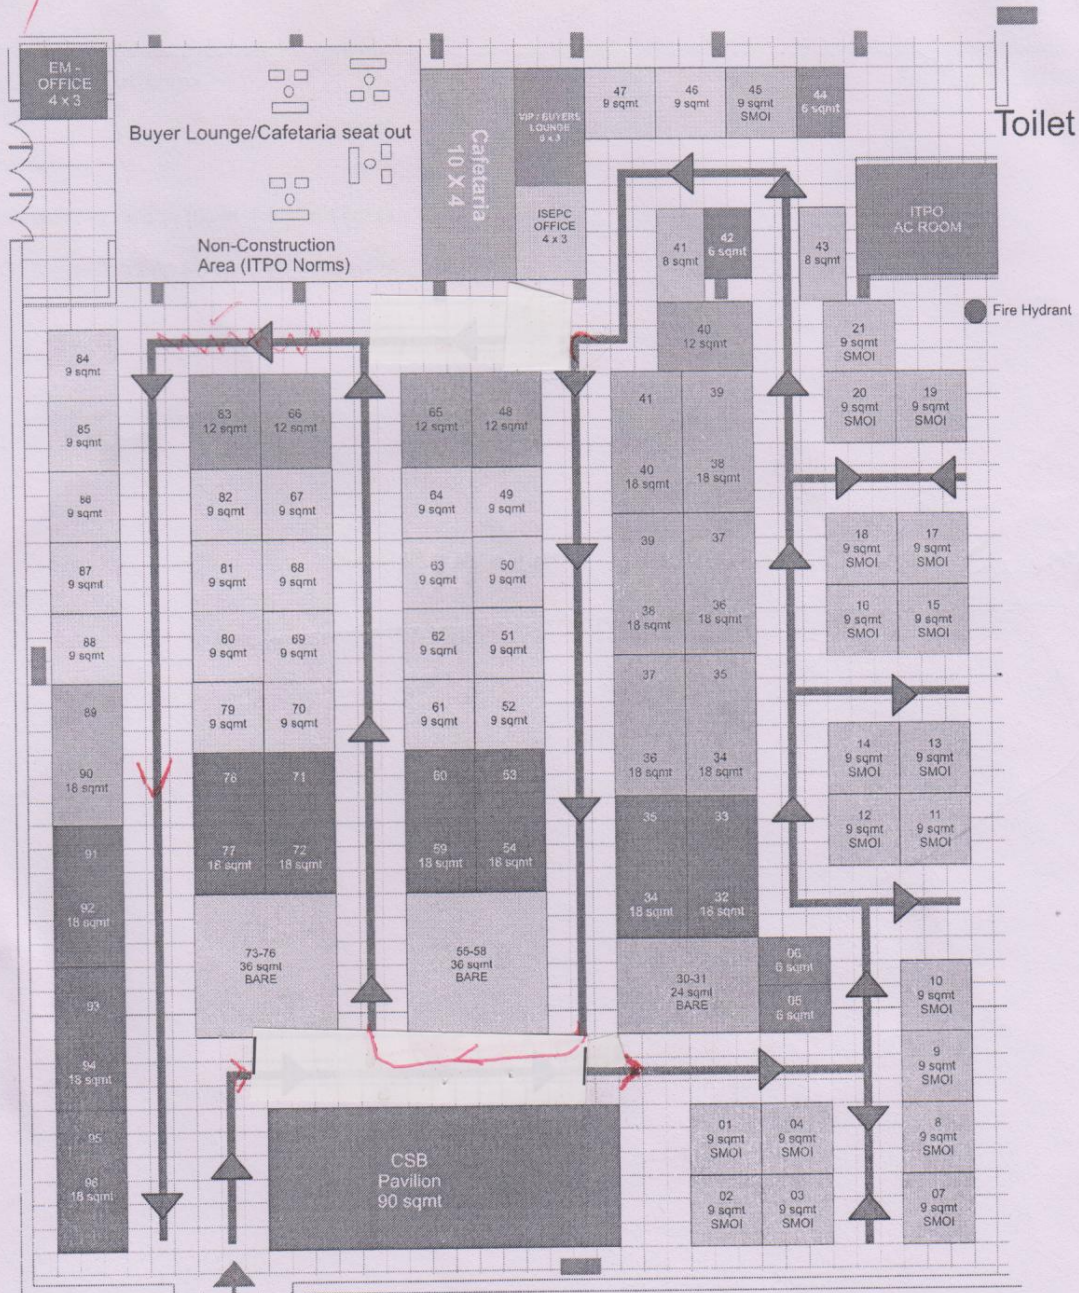 EM -
OFFICE
4 x 3
Buyer Lounge/Cafetaria seat out
Non-Construction
Area (ITPO Norms)
Cafetaria
10 X 4
VIP / BUYERS
LOUNGE
6 x 3
ISEPC
OFFICE
4 x 3
47
9 sqmt
46
9 sqmt
45
9 sqmt
SMOI
44
6 sqmt
Toilet
ITPO
AC ROOM
41
8 sqmt
42
6 sqmt
43
8 sqmt
Fire Hydrant
40
12 sqmt
21
9 sqmt
SMOI
20
9 sqmt
SMOI
19
9 sqmt
SMOI
18
9 sqmt
SMOI
17
9 sqmt
SMOI
16
9 sqmt
SMOI
15
9 sqmt
SMOI
14
9 sqmt
SMOI
13
9 sqmt
SMOI
12
9 sqmt
SMOI
11
9 sqmt
SMOI
84
9 sqmt
85
9 sqmt
86
9 sqmt
87
9 sqmt
88
9 sqmt
89
90
18 sqmt
91
92
18 sqmt
93
94
18 sqmt
95
96
18 sqmt
83
12 sqmt
66
12 sqmt
82
9 sqmt
67
9 sqmt
81
9 sqmt
68
9 sqmt
80
9 sqmt
69
9 sqmt
79
9 sqmt
70
9 sqmt
78
71
77
18 sqmt
72
18 sqmt
73-76
36 sqmt
BARE
65
12 sqmt
48
12 sqmt
64
9 sqmt
49
9 sqmt
63
9 sqmt
50
9 sqmt
62
9 sqmt
51
9 sqmt
61
9 sqmt
52
9 sqmt
60
53
59
18 sqmt
54
18 sqmt
55-58
36 sqmt
BARE
41
39
40
18 sqmt
38
18 sqmt
39
37
38
18 sqmt
36
18 sqmt
37
35
36
18 sqmt
34
18 sqmt
35
33
34
18 sqmt
32
18 sqmt
30-31
24 sqmt
BARE
06
6 sqmt
05
6 sqmt
10
9 sqmt
SMOI
9
9 sqmt
SMOI
8
9 sqmt
SMOI
07
9 sqmt
SMOI
01
9 sqmt
SMOI
04
9 sqmt
SMOI
02
9 sqmt
SMOI
03
9 sqmt
SMOI
CSB
Pavilion
90 sqmt